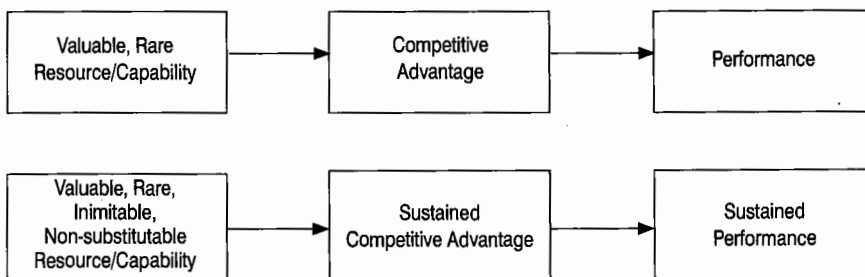 Valuable, Rare
Resource/Capability
Competitive
Advantage
Performance
Valuable, Rare,
Inimitable,
Non-substitutable
Resource/Capability
Sustained
Competitive Advantage
Sustained
Performance